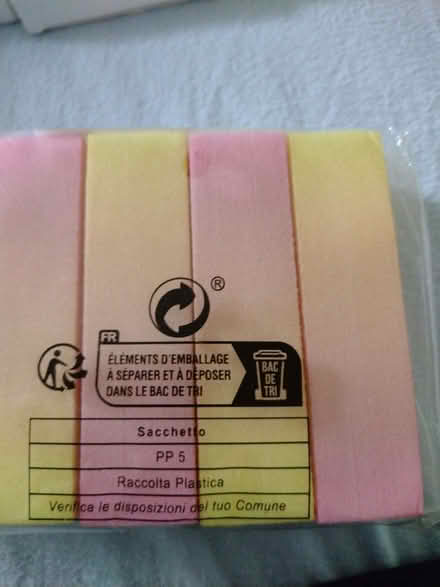 ®
FR
ÉLÉMENTS D'EMBALLAGE
À SÉPARER ET À DÉPOSER
DANS LE BAC DE TRI
BAC
DE
TRI
Sacchetto
PP 5
Raccolta Plastica
Verifica le disposizioni del tuo Comune